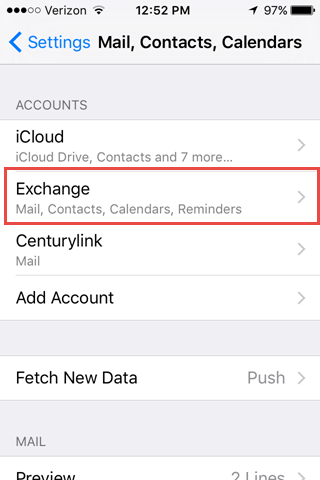 Verizon 12:52 PM 97%
Settings Mail, Contacts, Calendars
ACCOUNTS
iCloud
iCloud Drive, Contacts and 7 more...
Exchange
Mail, Contacts, Calendars, Reminders
Centurylink
Mail
Add Account
Fetch New Data Push
MAIL
Preview 2 Lines